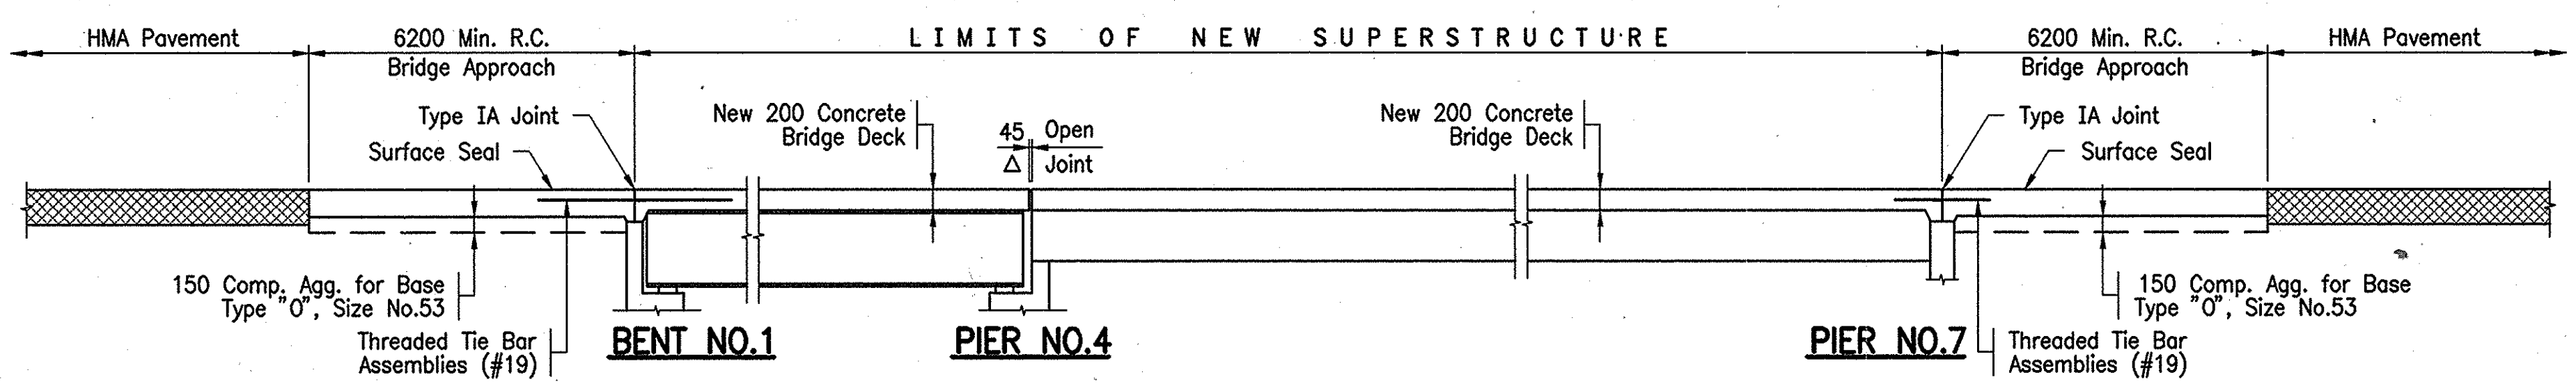 HMA Pavement
6200 Min. R.C.
Bridge Approach
LIMITS OF NEW SUPERSTRUCTURE
6200 Min. R.C.
Bridge Approach
HMA Pavement
Type IA Joint
Surface Seal
New 200 Concrete
Bridge Deck
45 Open
Δ Joint
New 200 Concrete
Bridge Deck
Type IA Joint
Surface Seal
150 Comp. Agg. for Base
Type "O", Size No.53
Threaded Tie Bar
Assemblies (#19)
BENT NO.1
PIER NO.4
PIER NO.7
150 Comp. Agg. for Base
Type "O", Size No.53
Threaded Tie Bar
Assemblies (#19)